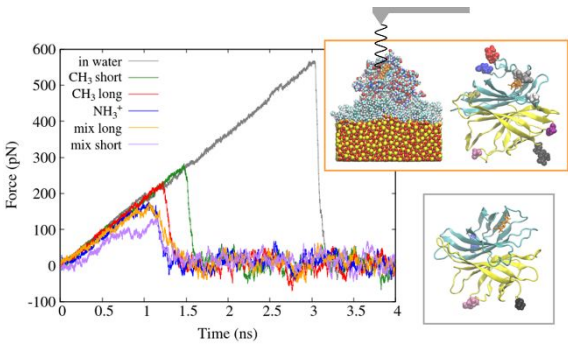 600
500
400
300
200
100
0
-100
Force (pN)
in water
CH3 short
CH3 long
NH3+
mix long
mix short
0 0.5 1 1.5 2 2.5 3 3.5 4
Time (ns)